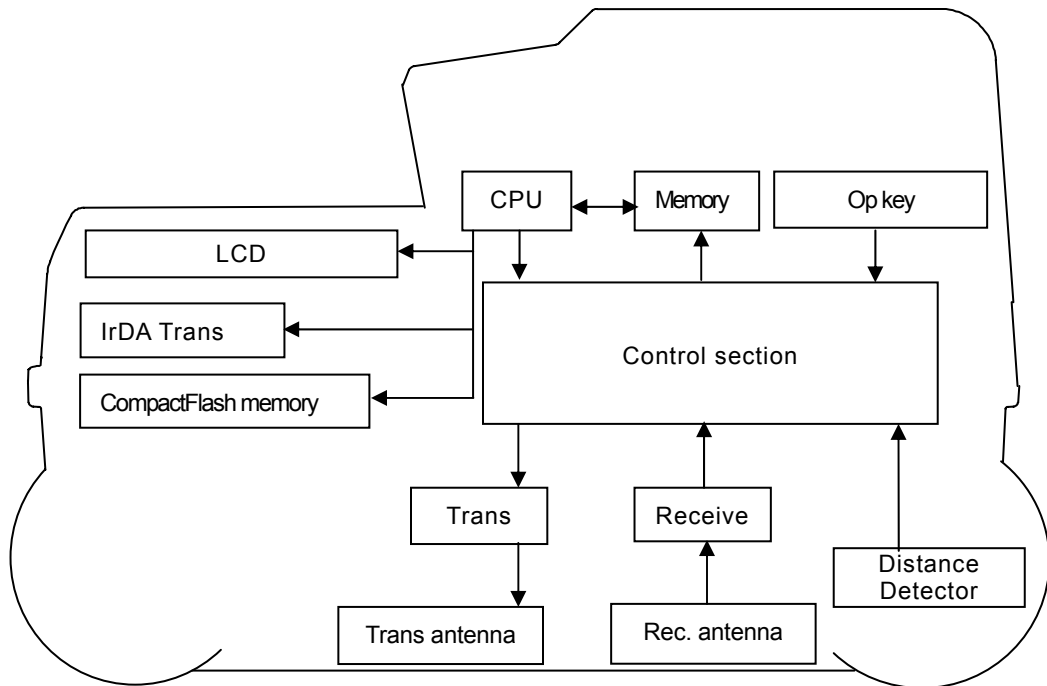 CPU
Memory
Op key
LCD
IrDA Trans
Control section
CompactFlash memory
Trans
Receive
Distance
Detector
Trans antenna
Rec. antenna